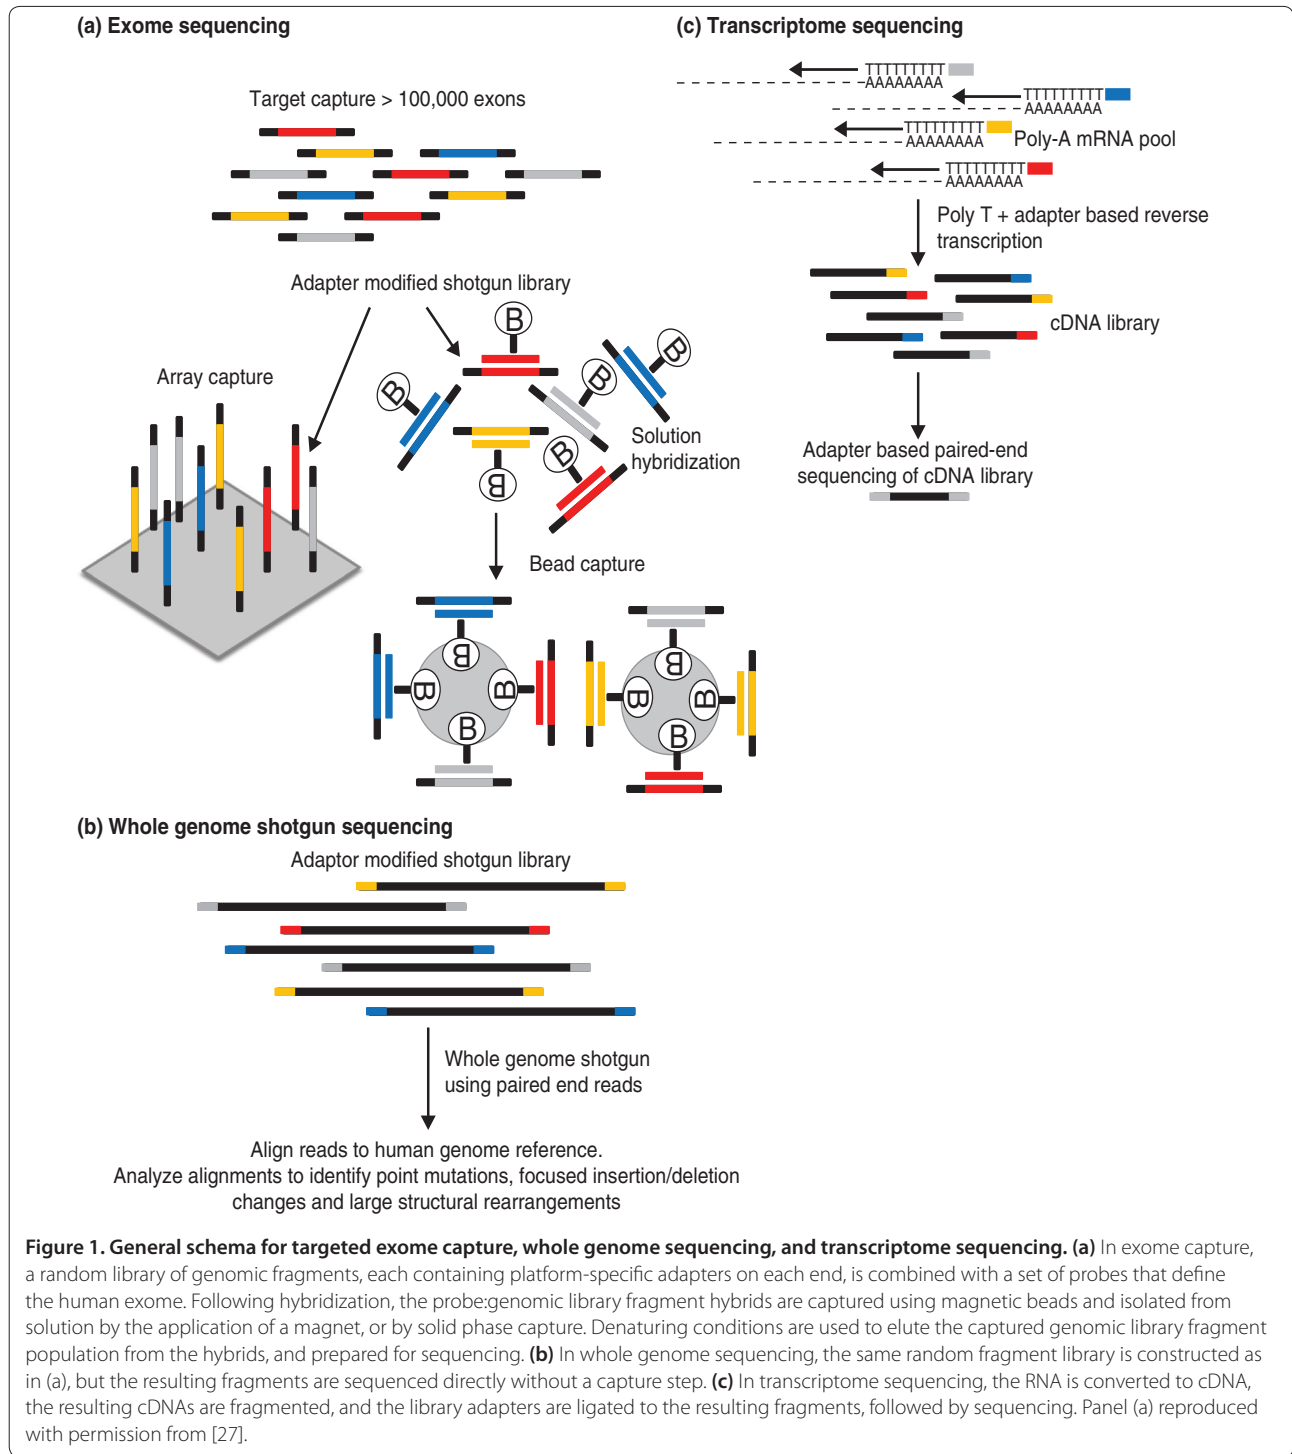 (a) Exome sequencing
Target capture > 100,000 exons
Adapter modified shotgun library
Array capture
B
B
B
B
B
B
Solution
hybridization
Bead capture
B
B
B
B
B
B
B
B
(b) Whole genome shotgun sequencing
Adaptor modified shotgun library
Whole genome shotgun
using paired end reads
Align reads to human genome reference.
Analyze alignments to identify point mutations, focused insertion/deletion
changes and large structural rearrangements
(c) Transcriptome sequencing
TTTTTTTTT
AAAAAAAA
TTTTTTTTT
AAAAAAAA
TTTTTTTTT
AAAAAAAA
Poly-A mRNA pool
TTTTTTTTT
AAAAAAAA
Poly T + adapter based reverse
transcription
cDNA library
Adapter based paired-end
sequencing of cDNA library
Figure 1. General schema for targeted exome capture, whole genome sequencing, and transcriptome sequencing. (a) In exome capture,
a random library of genomic fragments, each containing platform-specific adapters on each end, is combined with a set of probes that define
the human exome. Following hybridization, the probe:genomic library fragment hybrids are captured using magnetic beads and isolated from
solution by the application of a magnet, or by solid phase capture. Denaturing conditions are used to elute the captured genomic library fragment
population from the hybrids, and prepared for sequencing. (b) In whole genome sequencing, the same random fragment library is constructed as
in (a), but the resulting fragments are sequenced directly without a capture step. (c) In transcriptome sequencing, the RNA is converted to cDNA,
the resulting cDNAs are fragmented, and the library adapters are ligated to the resulting fragments, followed by sequencing. Panel (a) reproduced
with permission from [27].